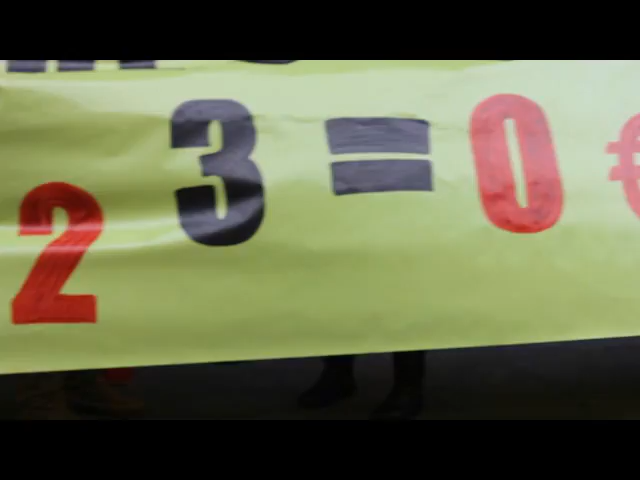 2 3 = 0 €